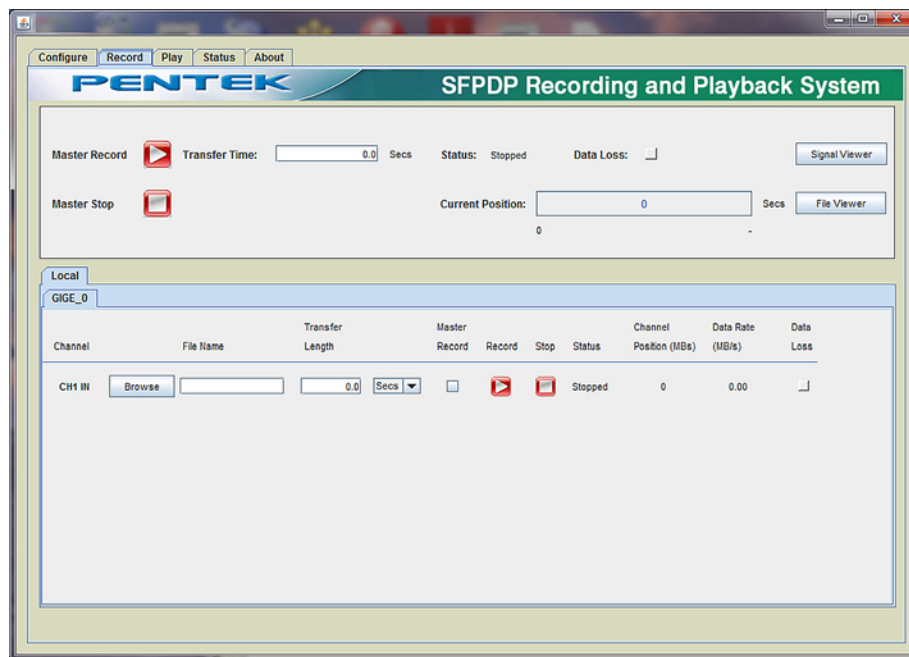 Configure Record Play Status About
PENTEK SFPDP Recording and Playback System
Master Record Transfer Time: 0.0 Secs Status: Stopped Data Loss: Signal Viewer
Master Stop Current Position: 0 Secs File Viewer
0 -
Local
GIGE_0
Transfer Master Channel Data Rate Data
Channel File Name Length Record Record Stop Status Position (MBs) (MB/s) Loss
CH1 IN Browse 0.0 Secs Stopped 0 0.00